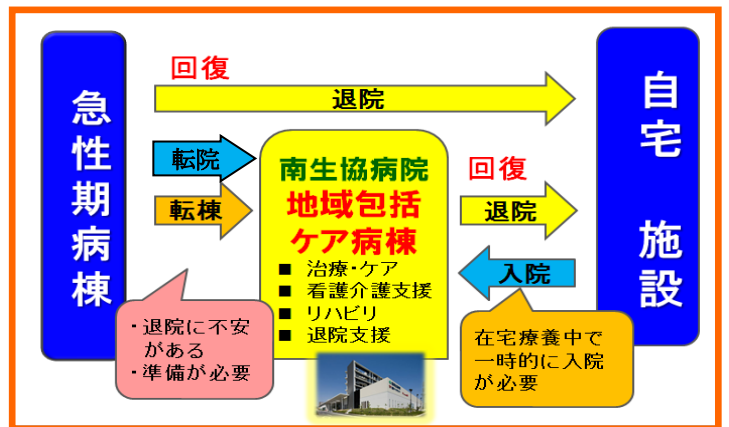 急性期病棟
回復
退院
転院
転棟
南生協病院
地域包括
ケア病棟
■ 治療・ケア
■ 看護介護支援
■ リハビリ
■ 退院支援
回復
退院
入院
自宅 施設
・退院に不安
がある
・準備が必要
在宅療養中で
一時的に入院
が必要